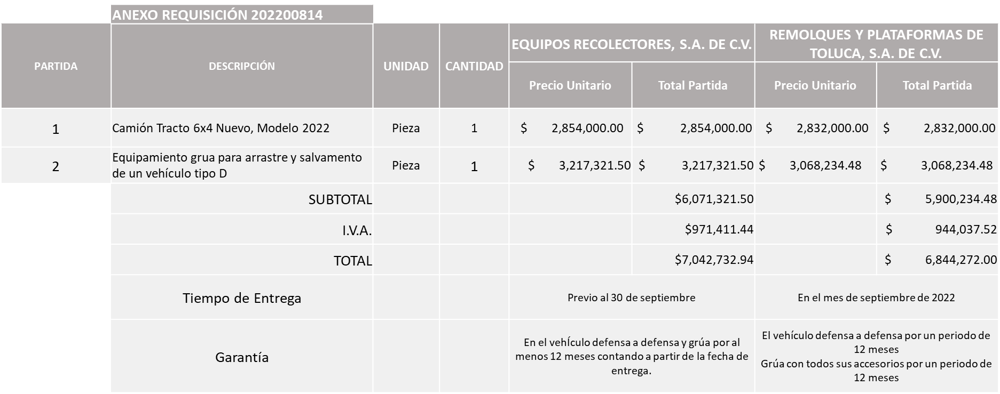 ANEXO REQUISICIÓN 202200814
PARTIDA DESCRIPCIÓN UNIDAD CANTIDAD EQUIPOS RECOLECTORES, S.A. DE C.V. REMOLQUES Y PLATAFORMAS DE
TOLUCA, S.A. DE C.V.
Precio Unitario Total Partida Precio Unitario Total Partida
1 Camión Tracto 6x4 Nuevo, Modelo 2022 Pieza 1 $ 2,854,000.00 $ 2,854,000.00 $ 2,832,000.00 $ 2,832,000.00
2 Equipamiento grua para arrastre y salvamento
de un vehículo tipo D Pieza 1 $ 3,217,321.50 $ 3,217,321.50 $ 3,068,234.48 $ 3,068,234.48
SUBTOTAL $6,071,321.50 $ 5,900,234.48
I.V.A. $971,411.44 $ 944,037.52
TOTAL $7,042,732.94 $ 6,844,272.00
Tiempo de Entrega Previo al 30 de septiembre En el mes de septiembre de 2022
Garantía
En el vehÍculo defensa a defensa y grúa por al
menos 12 meses contando a partir de la fecha de
entrega.
El vehículo defensa a defensa por un periodo de
12 meses
Grúa con todos sus accesorios por un periodo de
12 meses